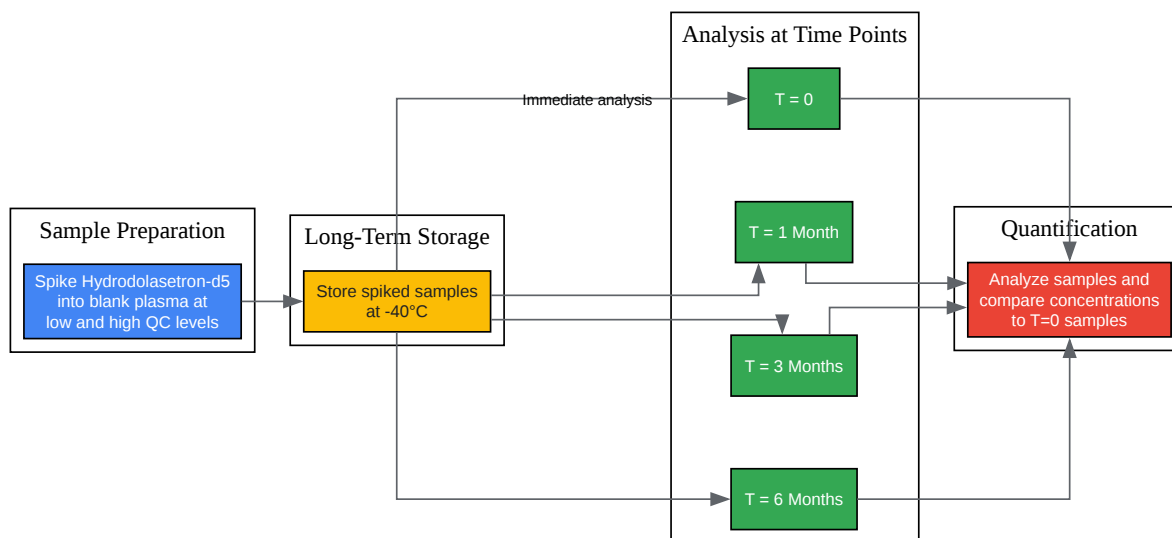 Sample Preparation
Spike Hydrodolasetron-d5
into blank plasma at
low and high QC levels
Long-Term Storage
Store spiked samples
at -40°C
Immediate analysis
Analysis at Time Points
T = 0
T = 1 Month
T = 3 Months
T = 6 Months
Quantification
Analyze samples and
compare concentrations
to T=0 samples